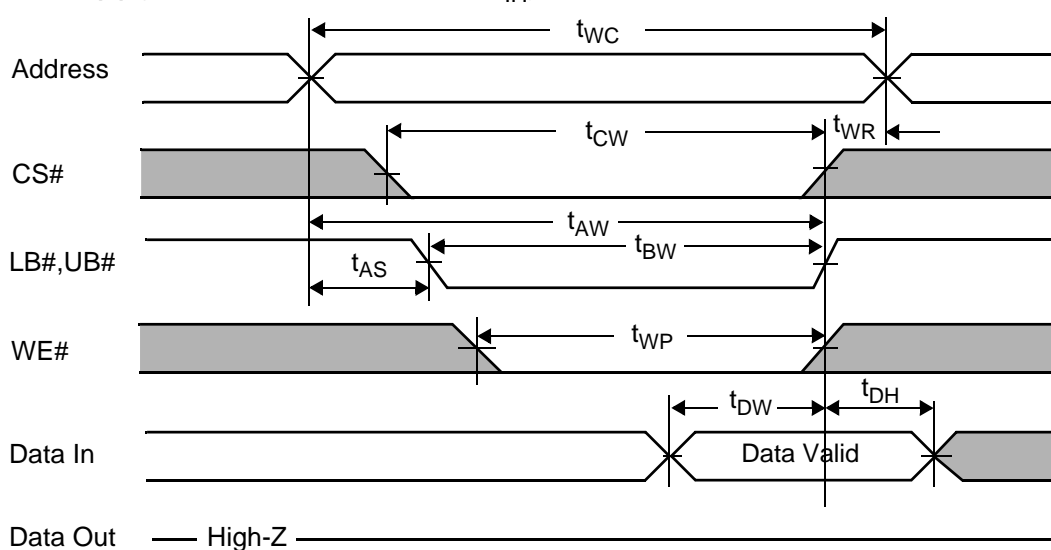 tWC
Address
tCW
tWR
CS#
tAW
tBW
LB#,UB#
tAS
tWP
WE#
tDW
tDH
Data In
Data Valid
Data Out
High-Z